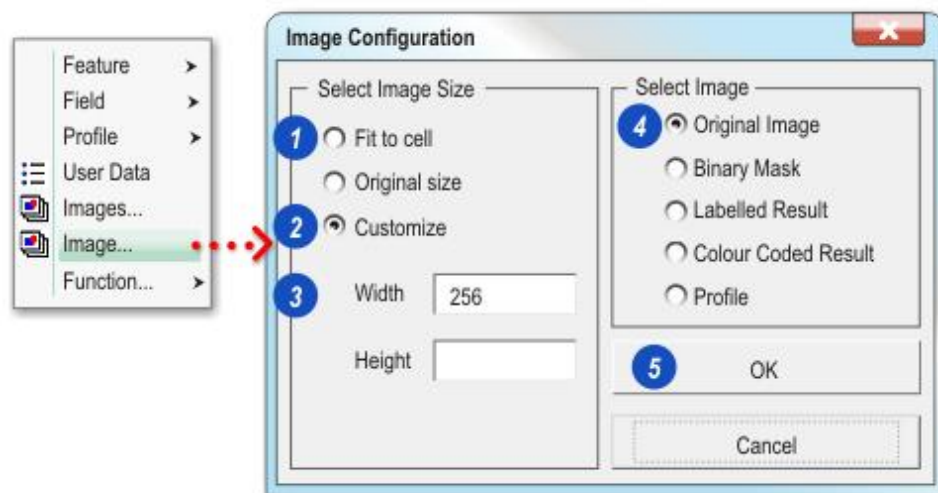 Feature
Field
Profile
User Data
Images...
Image...
Function...
Image Configuration
Select Image Size
1 Fit to cell
Original size
2 Customize
3 Width 256
Height
Select Image
4 Original Image
Binary Mask
Labelled Result
Colour Coded Result
Profile
5 OK
Cancel